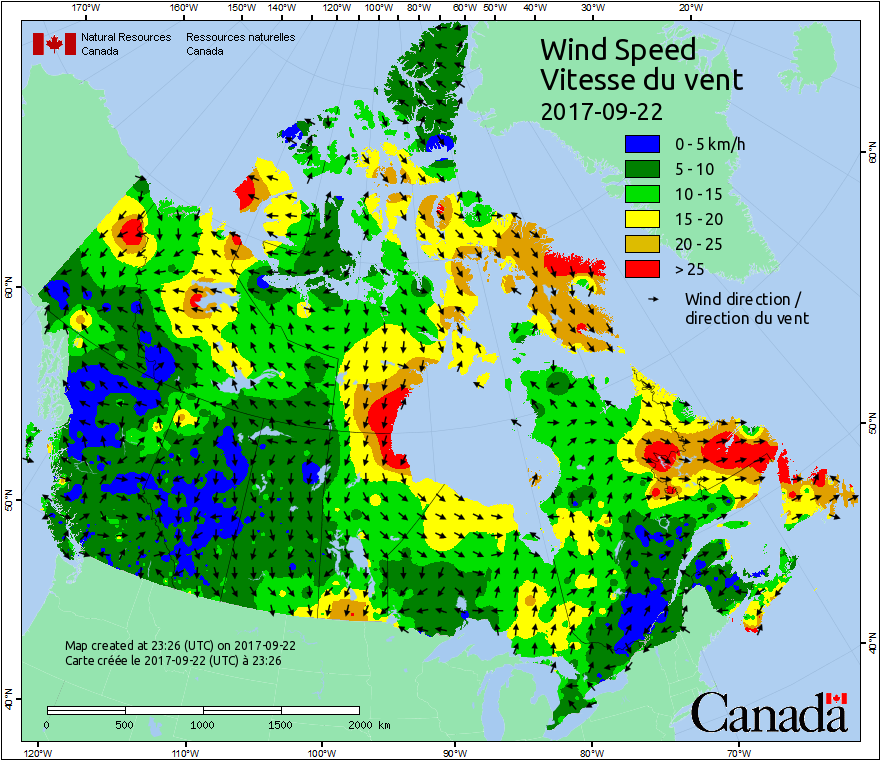 170°W 160°W 150°W 140°W 130°W 120°W 110°W 100°W 90°W 80°W 60°W 50°W 40°W 30°W 20°W
Natural Resources Ressources naturelles
Canada Canada
Wind Speed
Vitesse du vent
2017-09-22
0 - 5 km/h
5 - 10
10 - 15
15 - 20
20 - 25
> 25
Wind direction /
direction du vent
60°N 60°N
50°N 50°N
40°N 40°N
Map created at 23:26 (UTC) on 2017-09-22
Carte créée le 2017-09-22 (UTC) à 23:26
0 500 1000 1500 2000 km
Canada
120°W 110°W 100°W 90°W 80°W 70°W